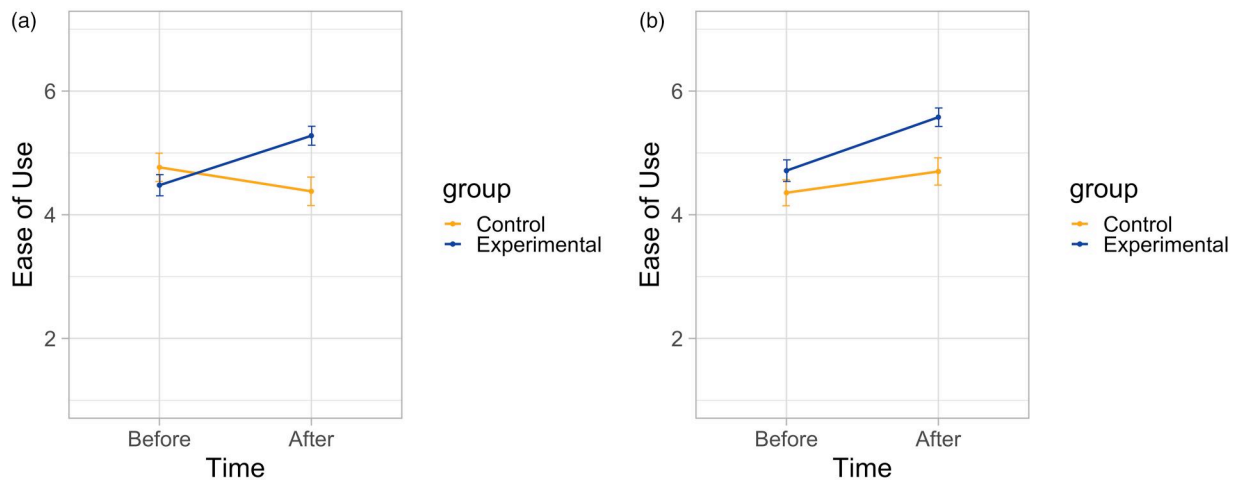 (a)
Ease of Use
6
4
2
Before After
Time
group
Control
Experimental
(b)
Ease of Use
6
4
2
Before After
Time
group
Control
Experimental